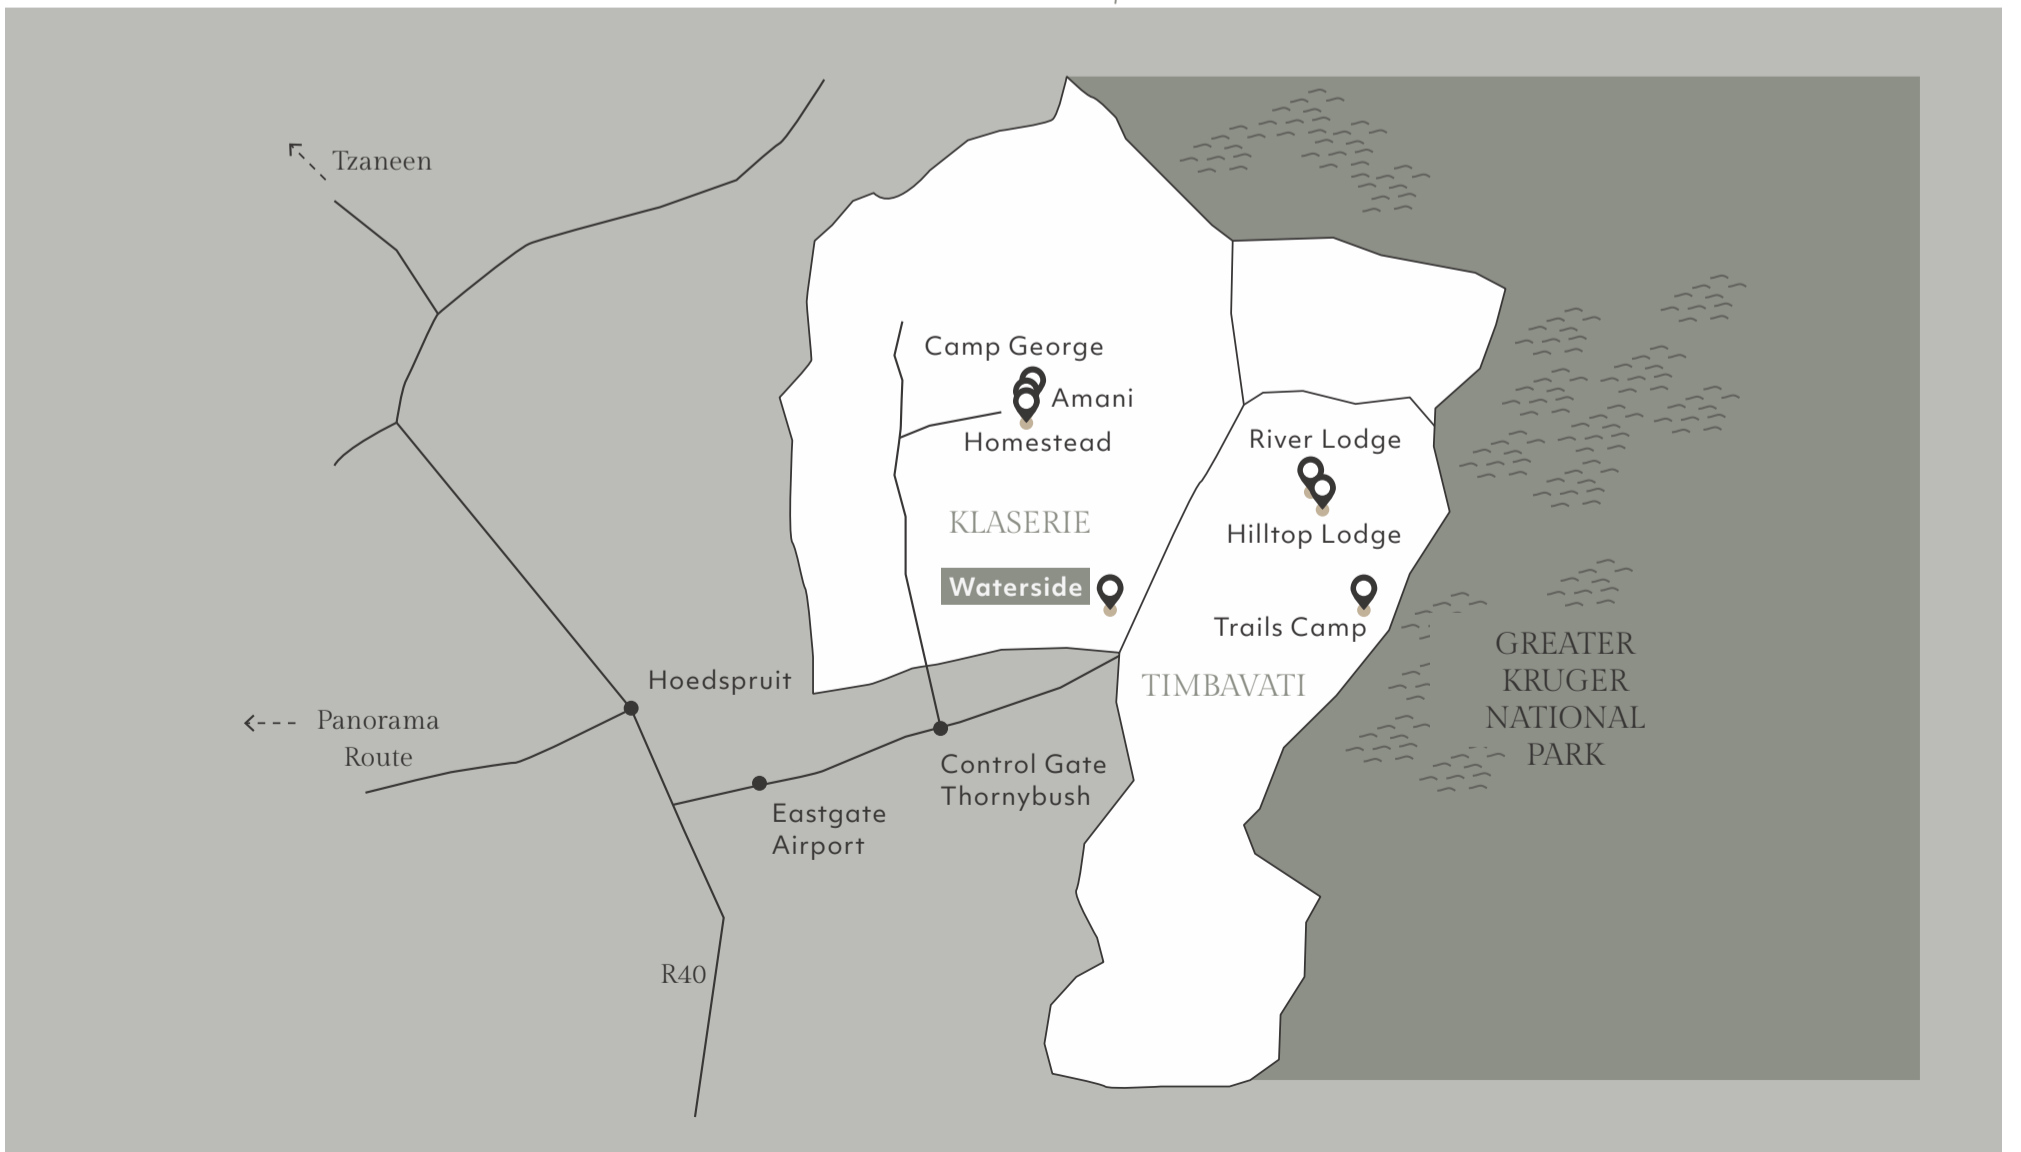 Tzaneen
Camp George
Amani
Homestead
River Lodge
KLASERIE
Hilltop Lodge
Waterside
Trails Camp
GREATER
KRUGER
NATIONAL
PARK
Hoedspruit
TIMBAVATI
Panorama
Route
Control Gate
Thornybush
Eastgate
Airport
R40